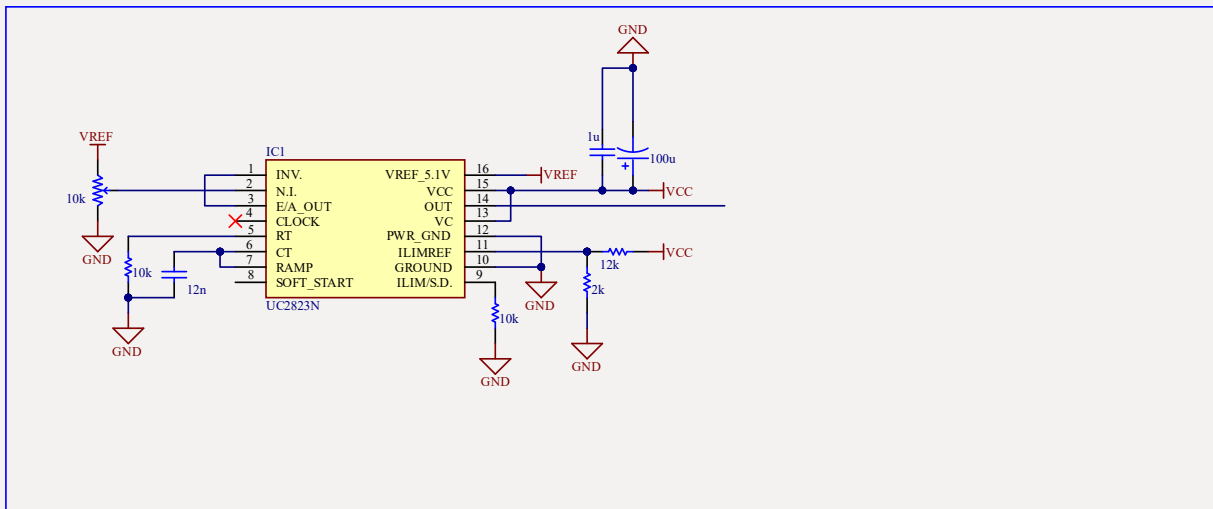 GND
1u
100u
VREF
10k
GND
IC1
1 INV. VREF_5.1V 16 VREF
2 N.I. VCC 15 VCC
3 E/A_OUT OUT 14
4 CLOCK VC 13
5 RT PWR_GND 12
6 CT ILIMREF 11 VCC
7 RAMP GROUND 10
8 SOFT_START ILIM/S.D. 9
UC2823N
10k
12n
GND
12k
2k
GND
10k
GND
GND